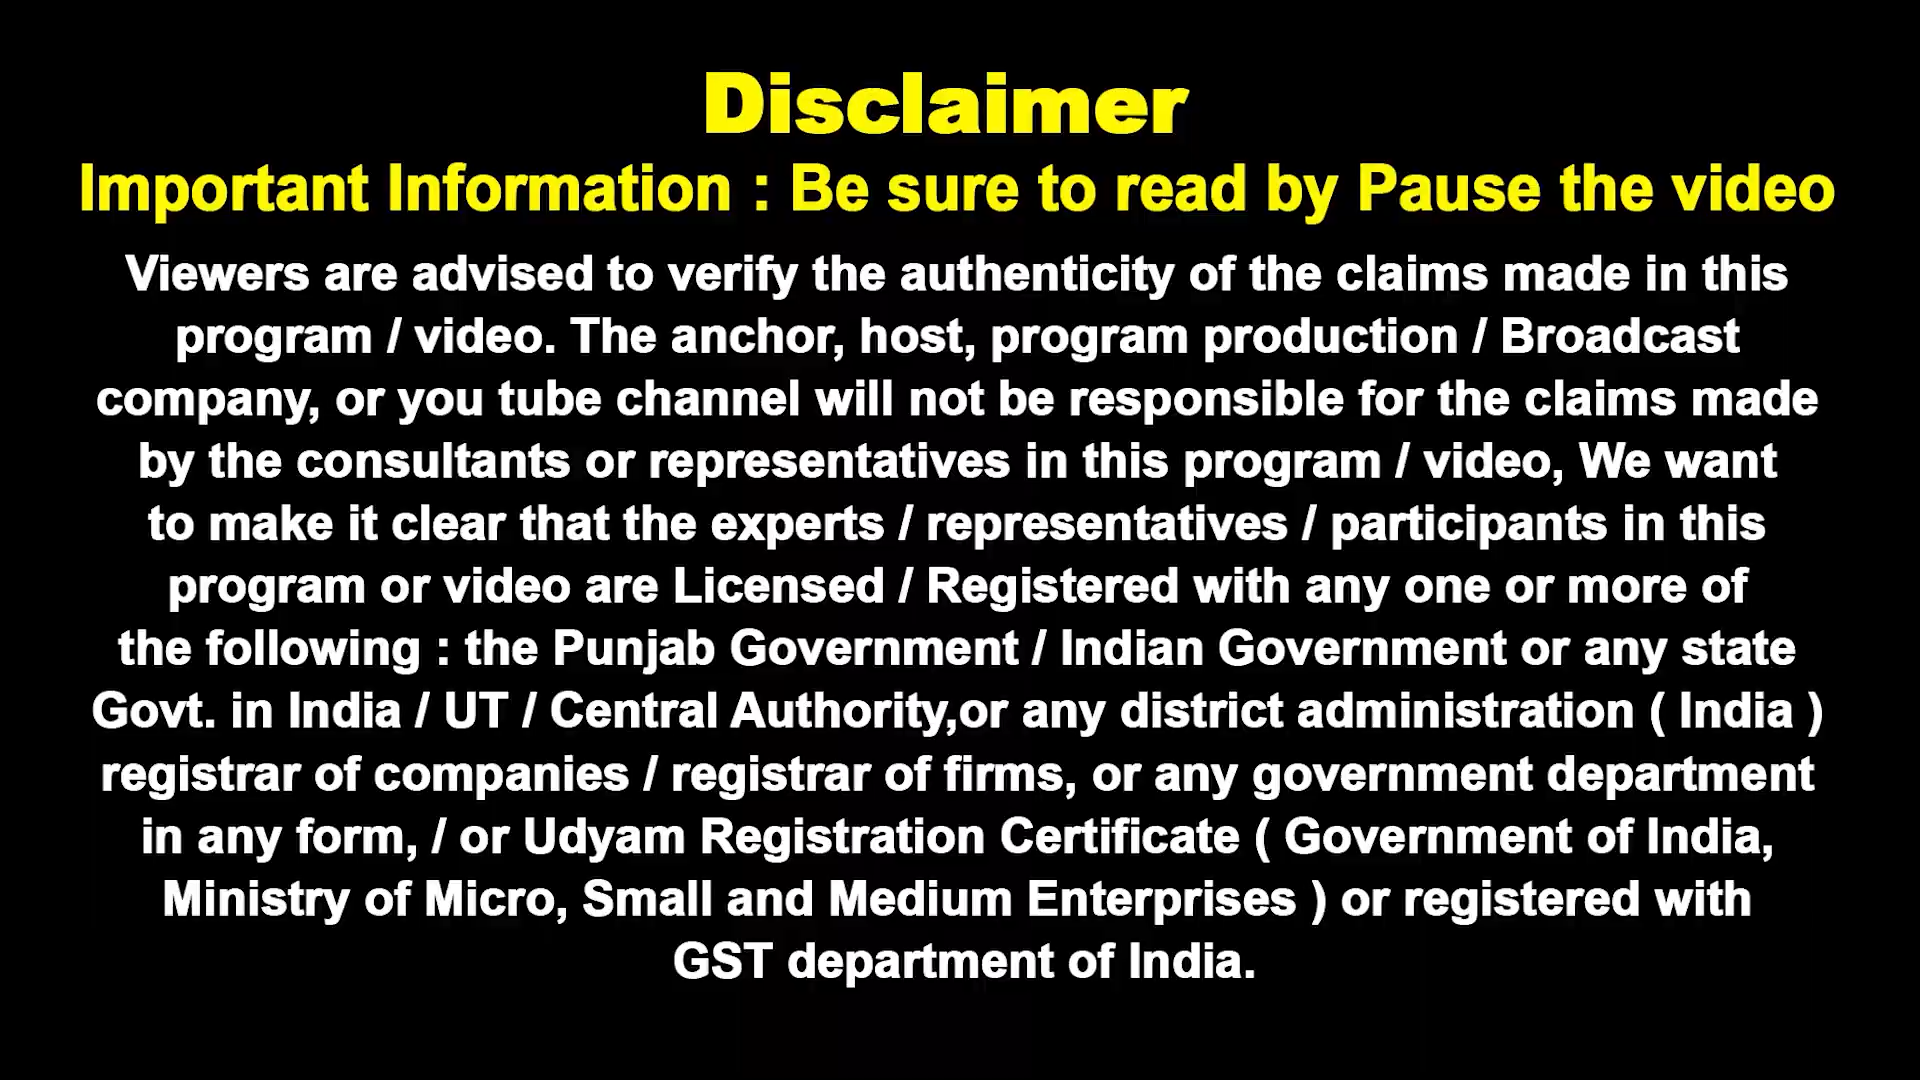 Disclaimer
Important Information : Be sure to read by Pause the video
Viewers are advised to verify the authenticity of the claims made in this
program / video. The anchor, host, program production / Broadcast
company, or you tube channel will not be responsible for the claims made
by the consultants or representatives in this program / video, We want
to make it clear that the experts / representatives / participants in this
program or video are Licensed / Registered with any one or more of
the following : the Punjab Government / Indian Government or any state
Govt. in India / UT / Central Authority,or any district administration ( India )
registrar of companies / registrar of firms, or any government department
in any form, / or Udyam Registration Certificate ( Government of India,
Ministry of Micro, Small and Medium Enterprises ) or registered with
GST department of India.